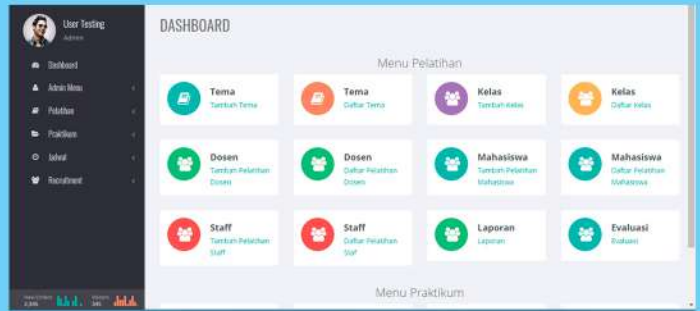 User Testing
Admin
DASHBOARD
Dashboard
Admin Menu
Pelatihan
Praktikum
Jadwal
Recruitment
Menu Pelatihan
Tema
Tambah Tema
Tema
Daftar Tema
Kelas
Tambah Kelas
Kelas
Daftar Kelas
Dosen
Tambah Pelatihan
Dosen
Dosen
Daftar Pelatihan
Dosen
Mahasiswa
Tambah Pelatihan
Mahasiswa
Mahasiswa
Daftar Pelatihan
Mahasiswa
Staff
Tambah Pelatihan
Staff
Staff
Daftar Pelatihan
Staf
Laporan
Laporan
Evaluasi
Evaluasi
Menu Praktikum